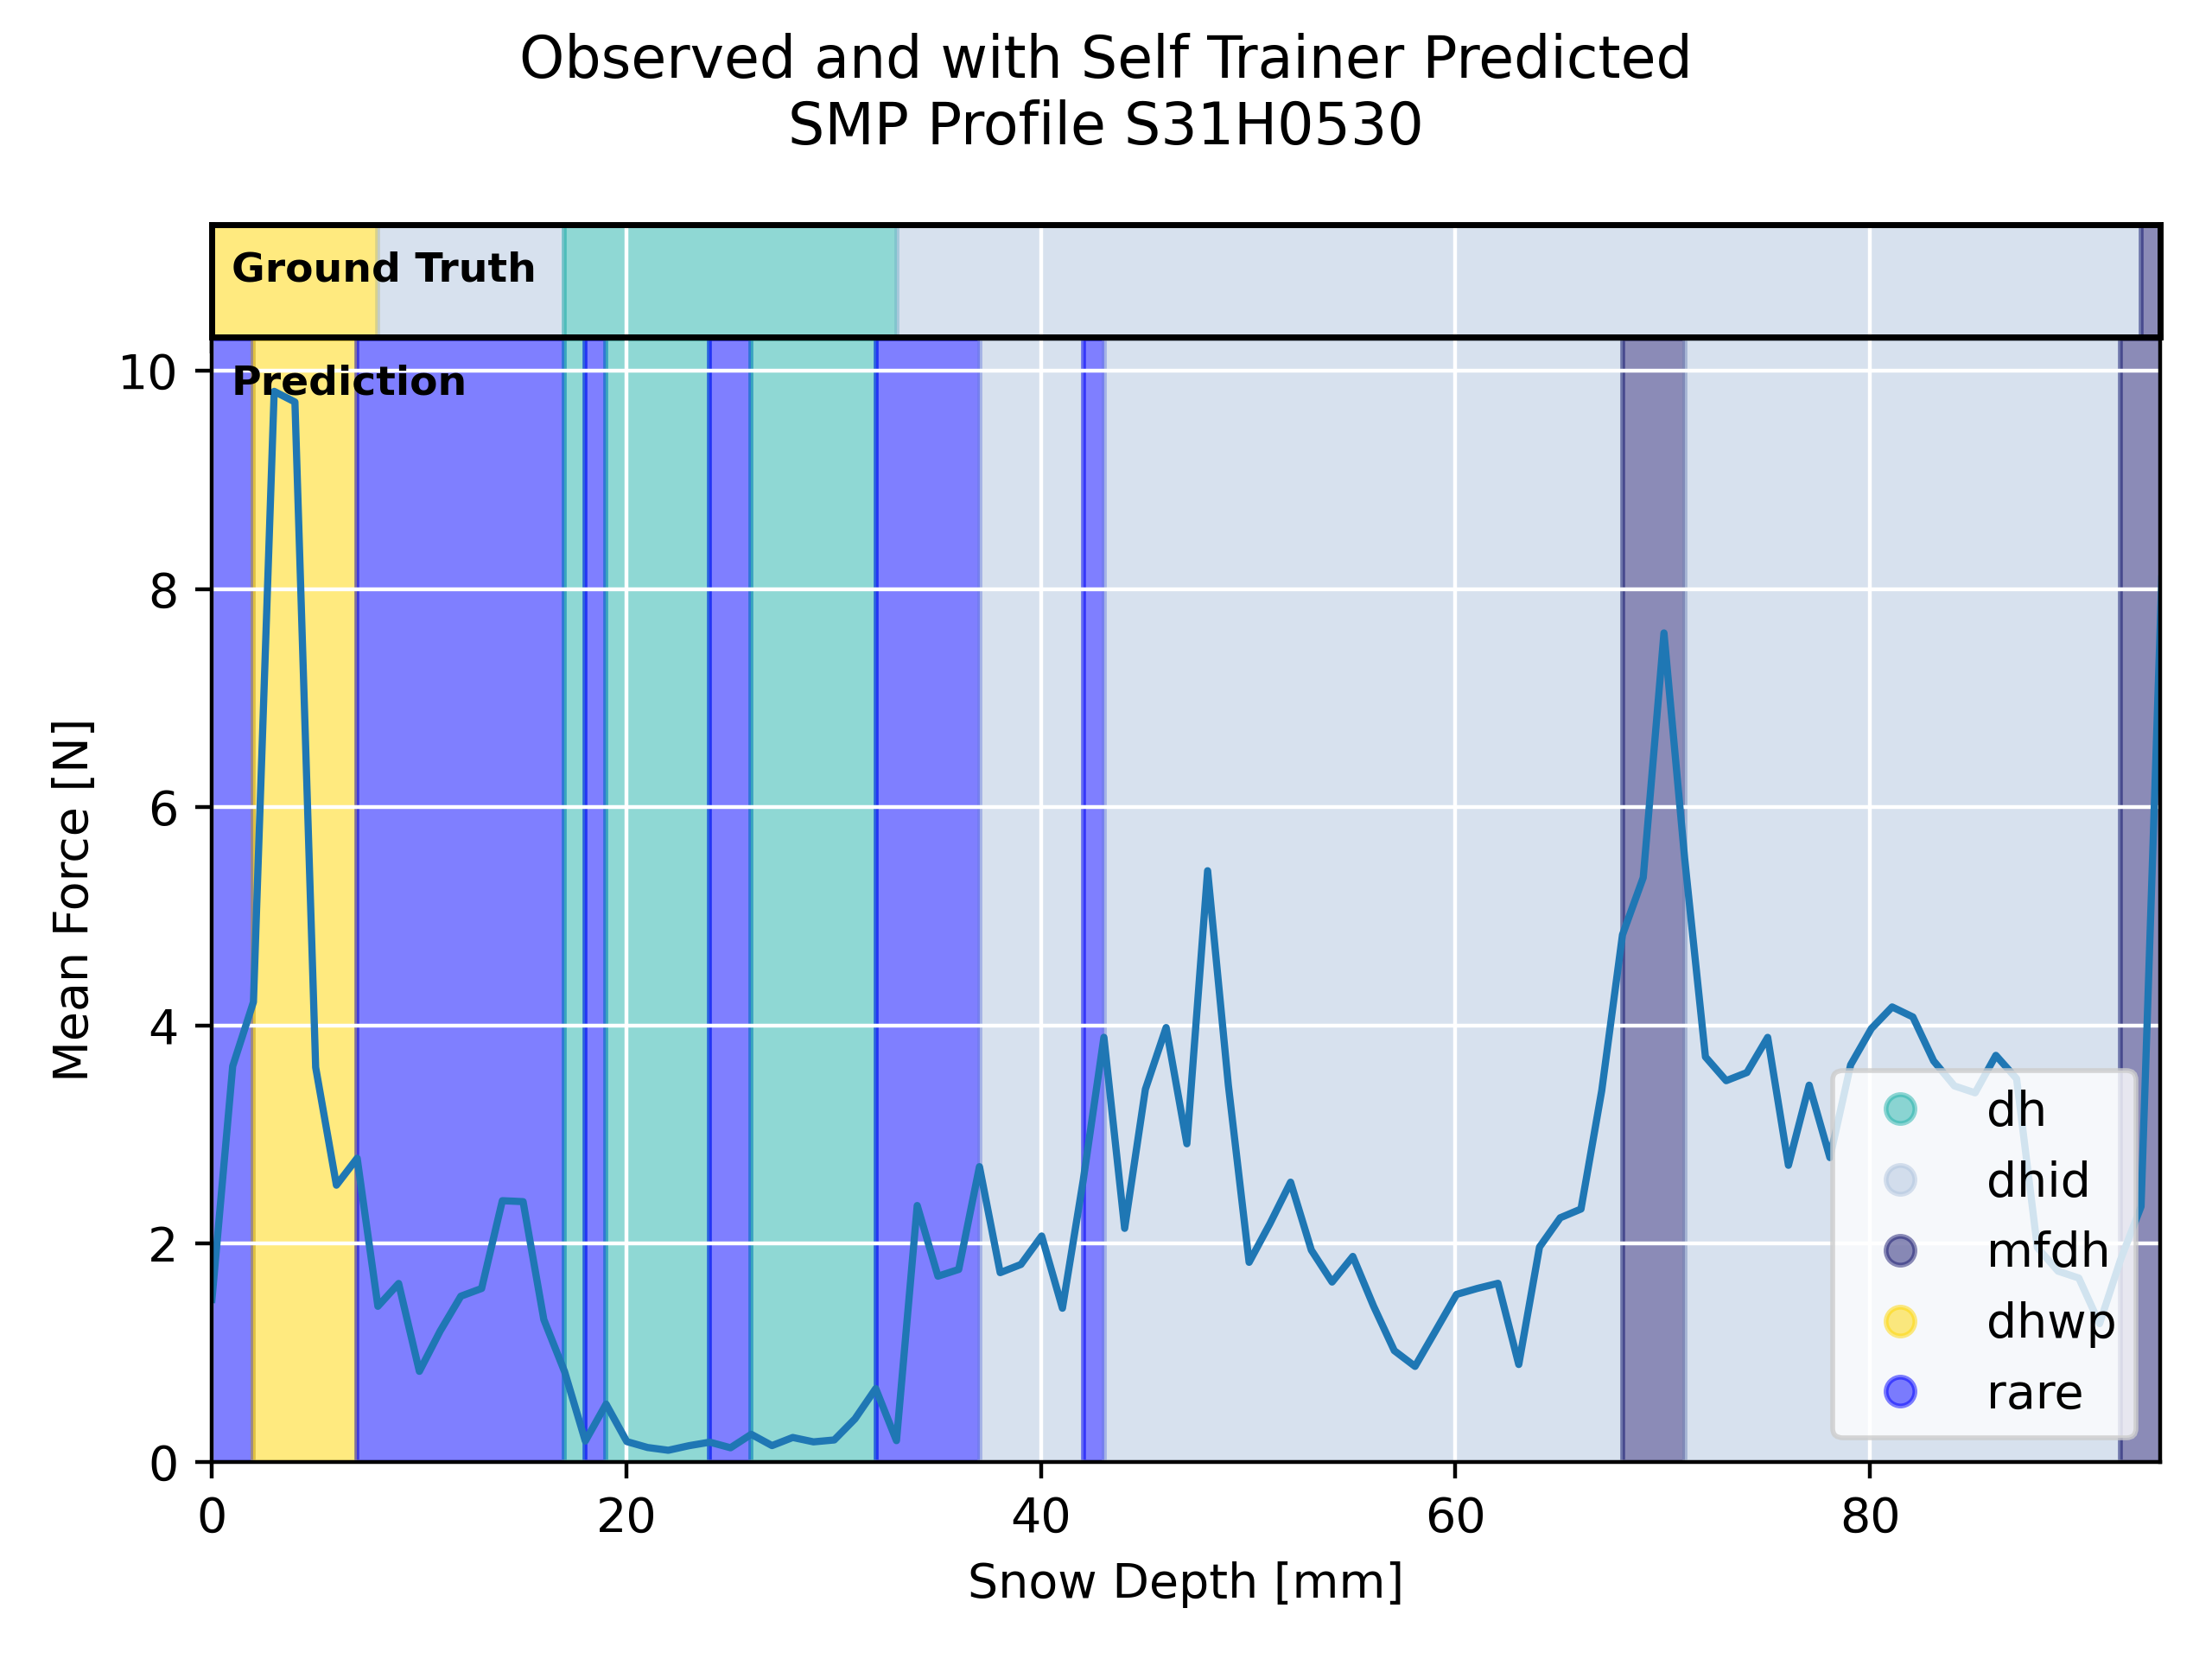 Observed and with Self Trainer Predicted
SMP Profile S31H0530
Ground Truth
Prediction
10
8
6
4
2
0
Mean Force [N]
0 20 40 60 80
Snow Depth [mm]
dh
dhid
mfdh
dhwp
rare